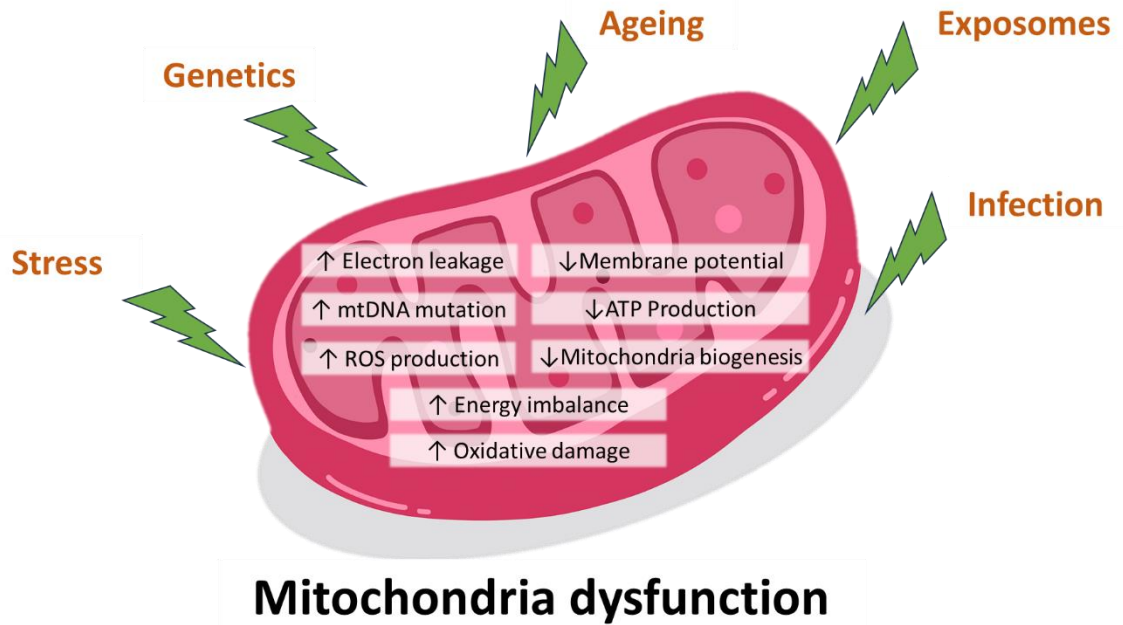 Ageing
Exposomes
Genetics
Infection
Stress
↑ Electron leakage
↓Membrane potential
↑ mtDNA mutation
↓ATP Production
↑ ROS production
↓Mitochondria biogenesis
↑ Energy imbalance
↑ Oxidative damage
Mitochondria dysfunction